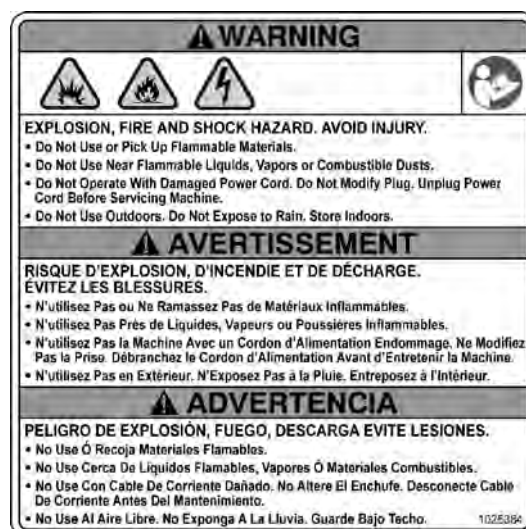 WARNING
EXPLOSION, FIRE AND SHOCK HAZARD. AVOID INJURY.
• Do Not Use or Pick Up Flammable Materials.
• Do Not Use Near Flammable Liquids, Vapors or Combustible Dusts.
• Do Not Operate With Damaged Power Cord. Do Not Modify Plug. Unplug Power
Cord Before Servicing Machine.
• Do Not Use Outdoors. Do Not Expose to Rain. Store Indoors.
AVERTISSEMENT
RISQUE D'EXPLOSION, D'INCENDIE ET DE DÉCHARGE.
ÉVITEZ LES BLESSURES.
• N'utilisez Pas ou Ne Ramassez Pas de Matériaux Inflammables.
• N'utilisez Pas Près de Liquides, Vapeurs ou Poussières Inflammables.
• N'utilisez Pas la Machine Avec un Cordon d'Alimentation Endommage. Ne Modifiez
Pas la Prise. Débranchez le Cordon d'Alimentation Avant d'Entretenir la Machine.
• N'utilisez Pas en Extérieur. N'Exposez Pas à la Pluie. Entreposez à l'Intérieur.
ADVERTENCIA
PELIGRO DE EXPLOSIÓN, FUEGO, DESCARGA EVITE LESIONES.
• No Use Ó Recoja Materiales Flamables.
• No Use Cerca De Líquidos Flamables, Vapores Ó Materiales Combustibles.
• No Use Con Cable De Corriente Dañado. No Altere El Enchufe. Desconecte Cable
De Corriente Antes Del Mantenimiento.
• No Use Al Aire Libre. No Exponga A La Lluvia. Guarde Bajo Techo.
1025384